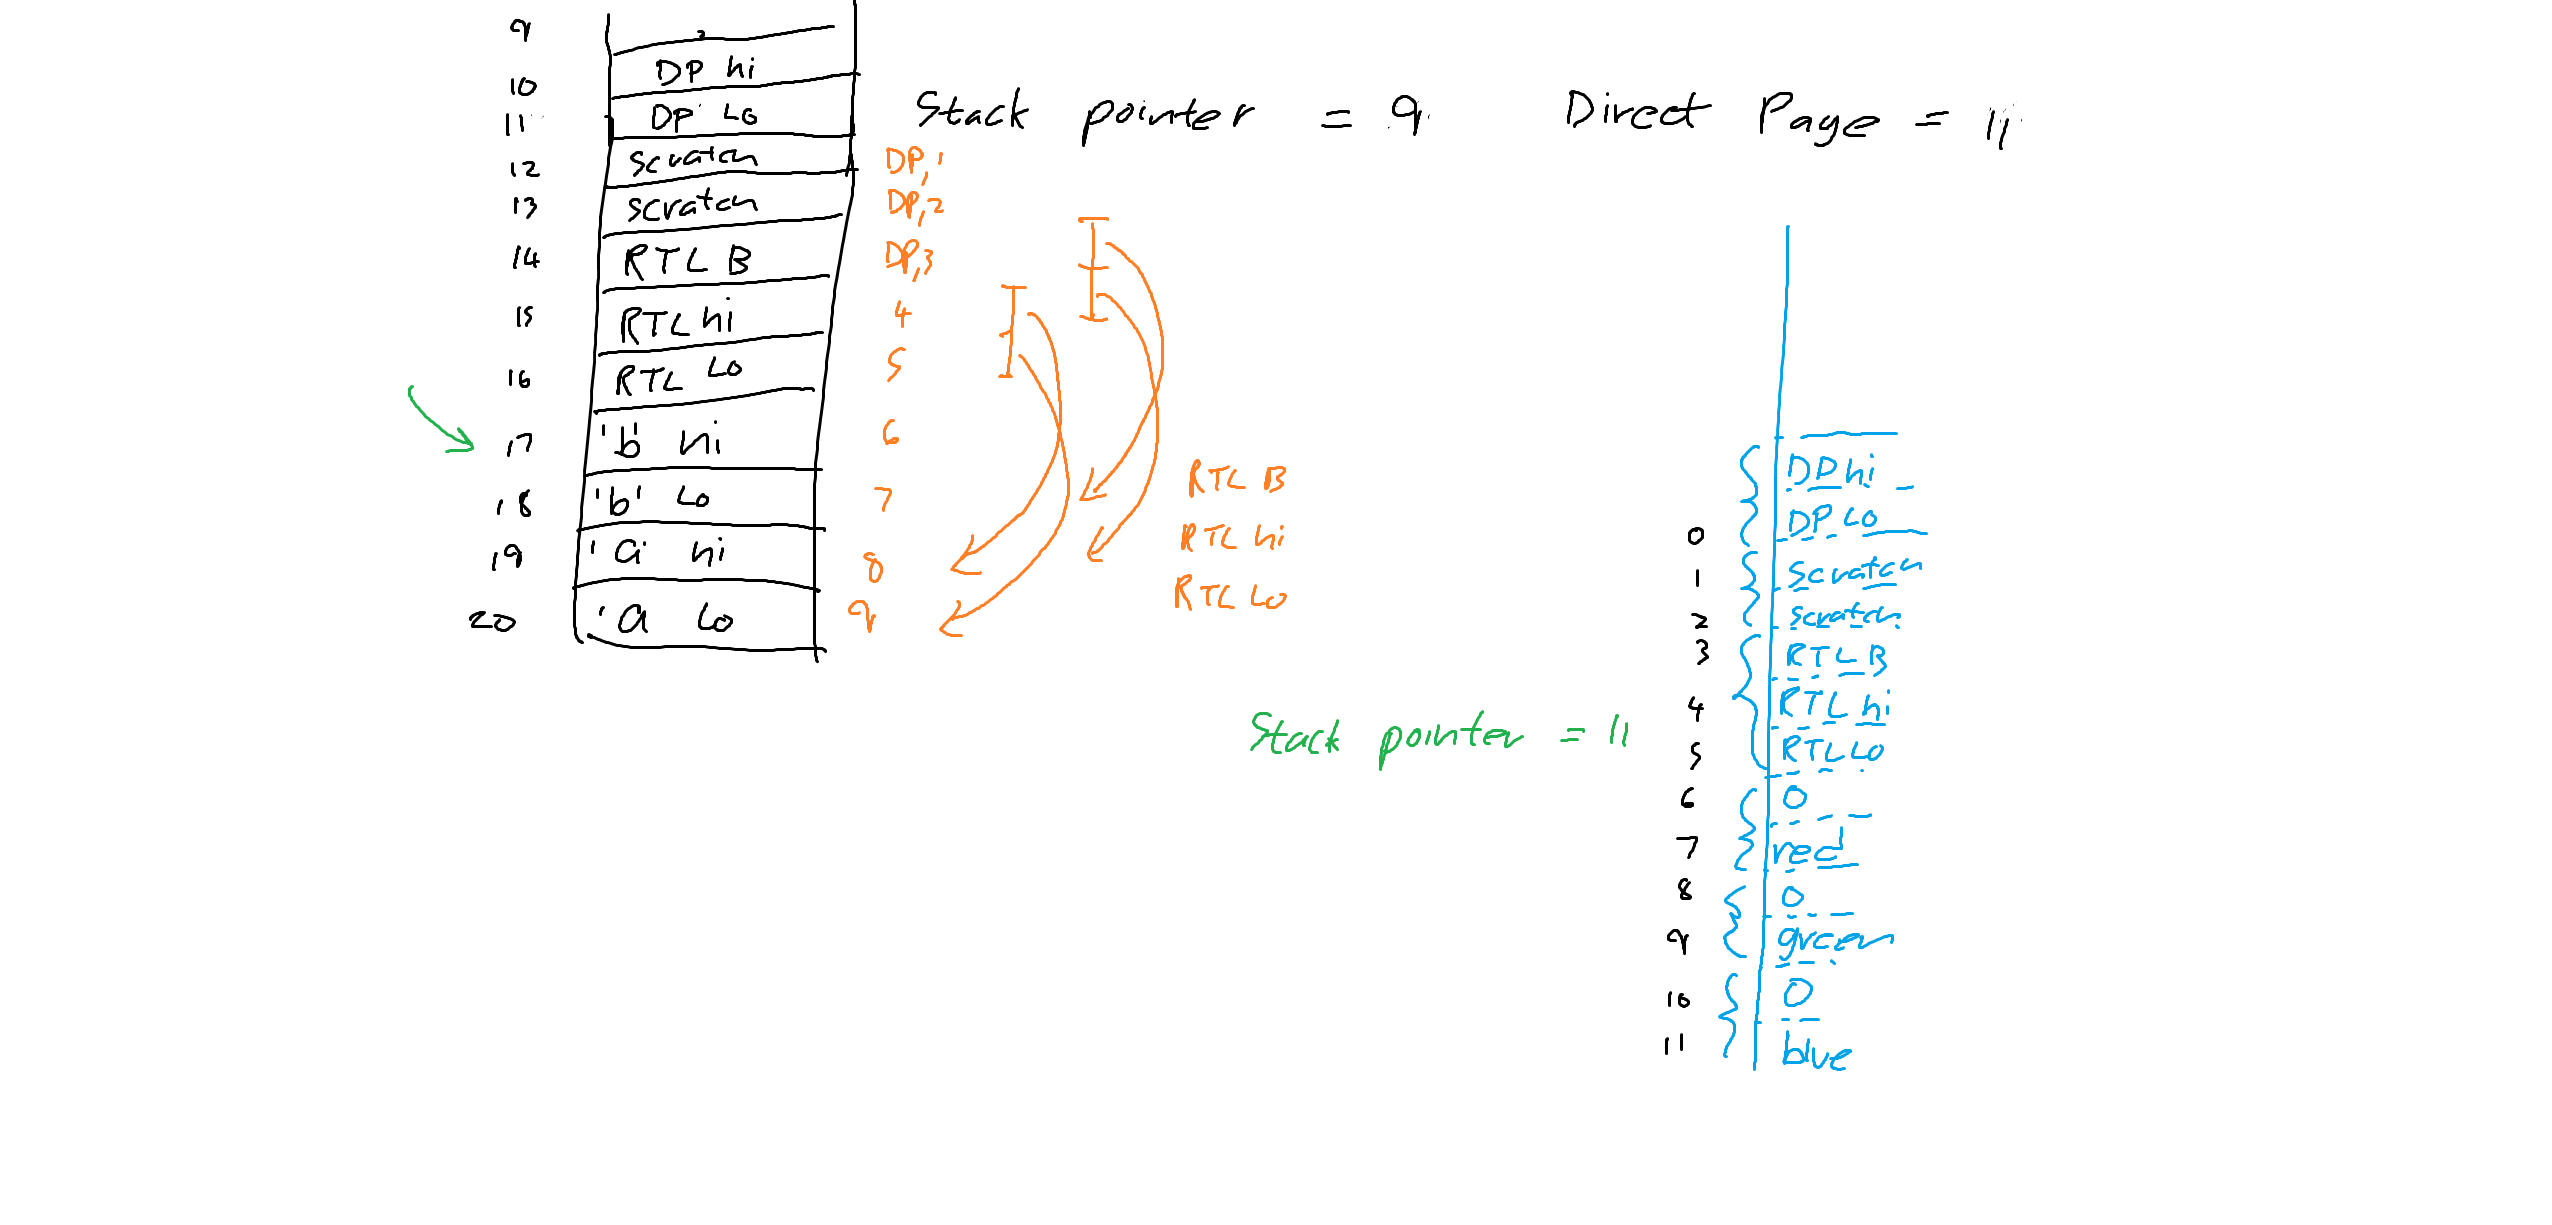 9
10 DP hi
11 DP Lo
Stack pointer = 9 Direct Page = 11
12 scratch DP,1
13 scratch DP,2
14 RTL B DP,3
15 RTL hi 4
16 RTL Lo 5
17 'b' hi 6
18 'b' Lo 7
19 'a hi 8
20 'a Lo 9
RTL B
RTL hi
RTL Lo
Stack pointer = 11
DP hi
0 DP Lo
1 scratch
2 scratch
3 RTL B
4 RTL hi
5 RTL Lo
6 0
7 red
8 0
9 green
10 0
11 blue